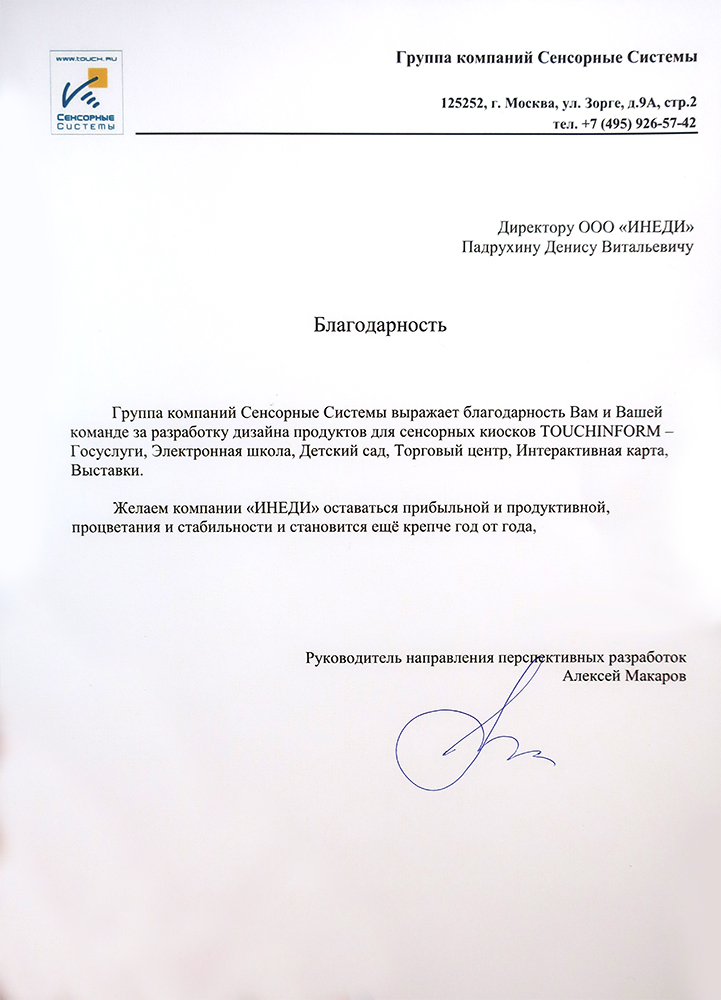 WWW.TOUCH.RU
СЕНСОРНЫЕ
СИСТЕМЫ
Группа компаний Сенсорные Системы
125252, г. Москва, ул. Зорге, д.9А, стр.2
тел. +7 (495) 926-57-42
Директору ООО «ИНЕДИ»
Падрухину Денису Витальевичу
Благодарность
Группа компаний Сенсорные Системы выражает благодарность Вам и Вашей
команде за разработку дизайна продуктов для сенсорных киосков TOUCHINFORM –
Госуслуги, Электронная школа, Детский сад, Торговый центр, Интерактивная карта,
Выставки.
Желаем компании «ИНЕДИ» оставаться прибыльной и продуктивной,
процветания и стабильности и становится ещё крепче год от года,
Руководитель направления перспективных разработок
Алексей Макаров